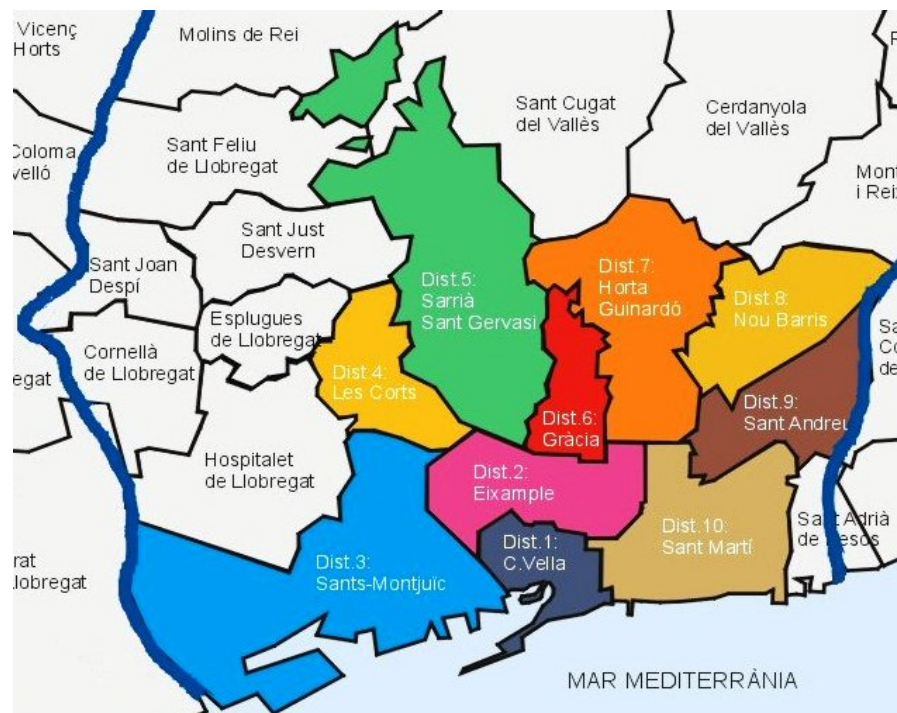 Vicenç
Horts
Molins de Rei
Sant Cugat
del Vallès
Cerdanyola
del Vallès
Coloma
velló
Sant Feliu
de Llobregat
Mont
i Reix
Sant Just
Desvern
Sant Joan
Despí
Dist.5:
Sarrià
Sant Gervasi
Dist.7:
Horta
Guinardó
Dist.8:
Nou Barris
Esplugues
de Llobregat
Cornellà
de Llobregat
egat
Dist.4:
Les Corts
Dist.6:
Gràcia
Dist.9:
Sant Andreu
Sa
Co
de
Hospitalet
de Llobregat
Dist.2:
Eixample
Dist.10:
Sant Martí
Sant Adrià
de Besòs
Dist.1:
C.Vella
Dist.3:
Sants-Montjuïc
rat
Llobregat
MAR MEDITERRÀNIA